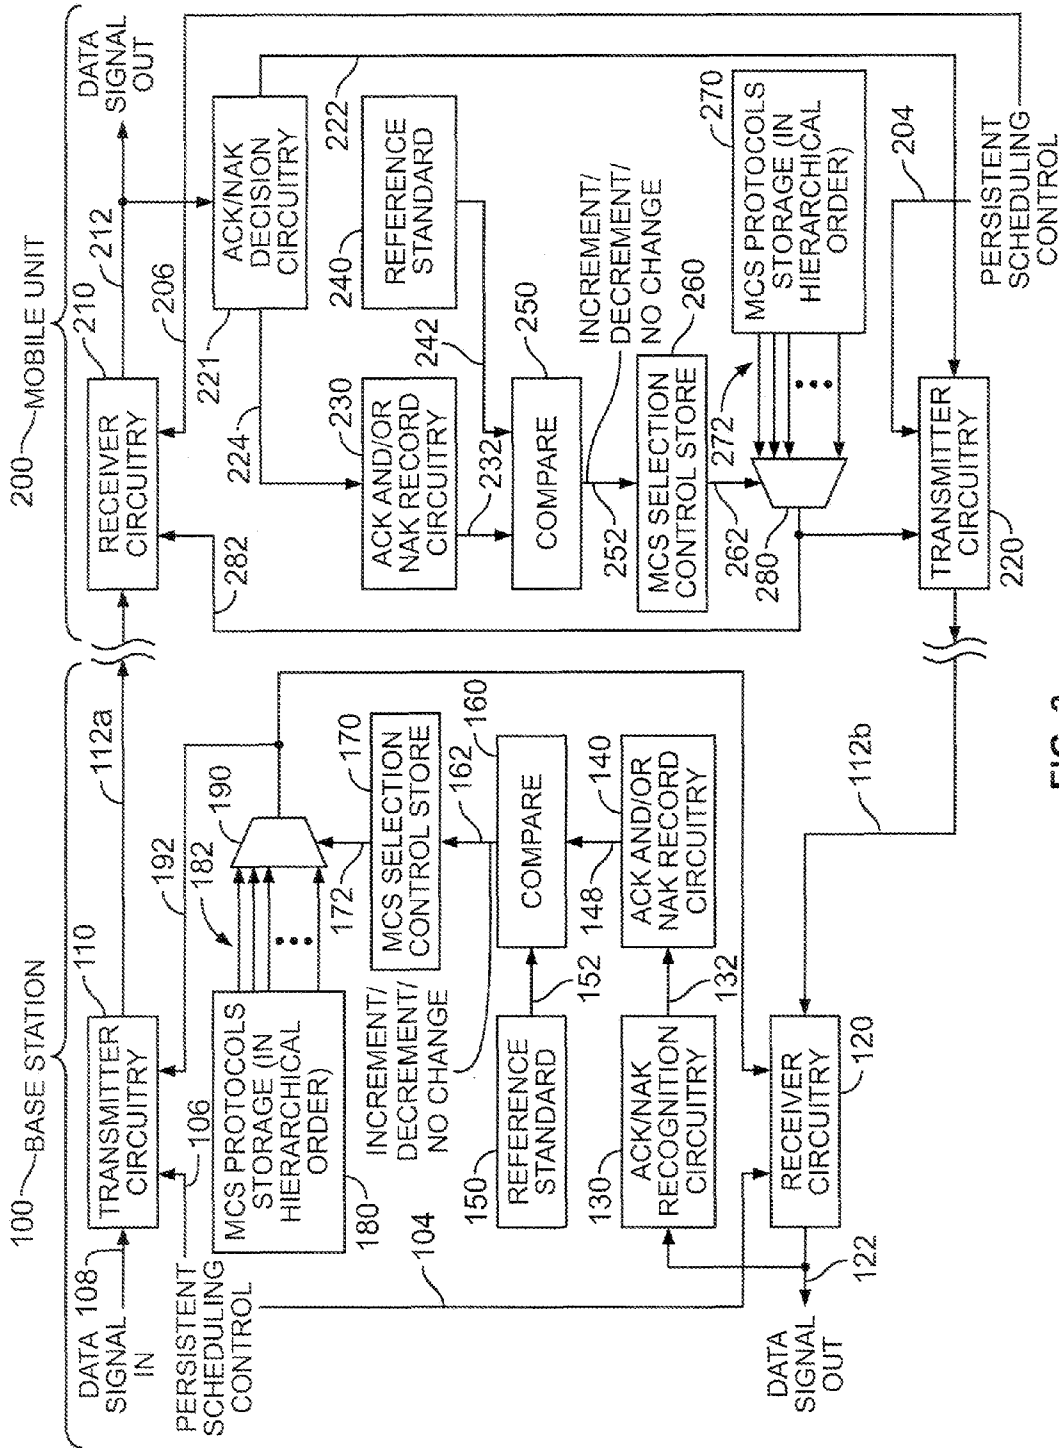 100
BASE STATION
DATA
SIGNAL
IN
108
TRANSMITTER
CIRCUITRY
110
112a
PERSISTENT
SCHEDULING
CONTROL
106
192
104
MCS PROTOCOLS
STORAGE (IN
HIERARCHICAL
ORDER)
180
182
190
172
INCREMENT/
DECREMENT/
NO CHANGE
MCS SELECTION
CONTROL STORE
170
162
REFERENCE
STANDARD
150
152
COMPARE
160
148
ACK/NAK
RECOGNITION
CIRCUITRY
130
132
ACK AND/OR
NAK RECORD
CIRCUITRY
140
RECEIVER
CIRCUITRY
120
122
DATA
SIGNAL
OUT
112b
200
MOBILE UNIT
RECEIVER
CIRCUITRY
210
212
DATA
SIGNAL
OUT
282
206
ACK/NAK
DECISION
CIRCUITRY
221
222
224
ACK AND/OR
NAK RECORD
CIRCUITRY
230
232
REFERENCE
STANDARD
240
242
COMPARE
250
252
INCREMENT/
DECREMENT/
NO CHANGE
MCS SELECTION
CONTROL STORE
260
262
MCS PROTOCOLS
STORAGE (IN
HIERARCHICAL
ORDER)
270
272
280
TRANSMITTER
CIRCUITRY
220
204
PERSISTENT
SCHEDULING
CONTROL